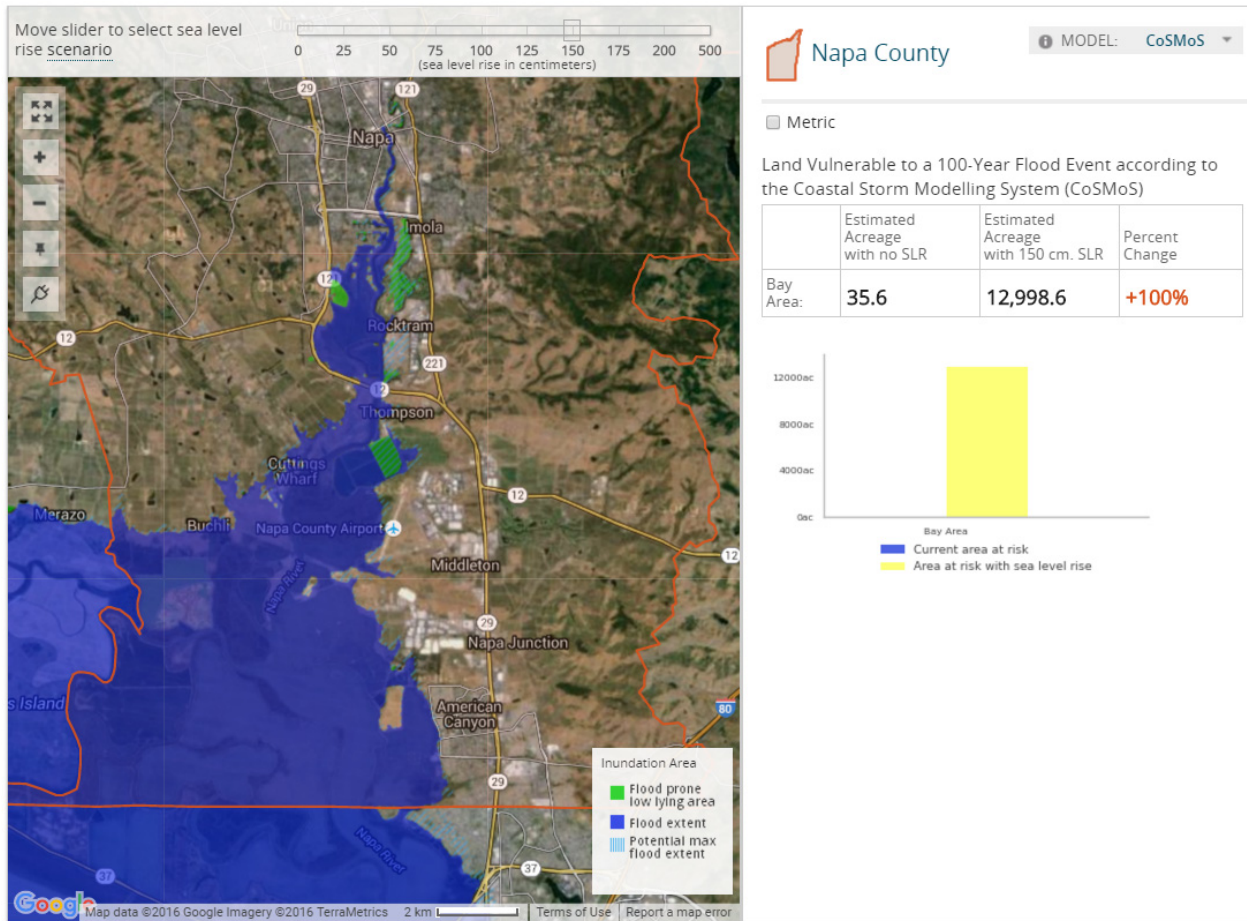 Move slider to select sea level
rise scenario
0 25 50 75 100 125 150 175 200 500
(sea level rise in centimeters)
29
121
Napa
Imola
121
Rocktram
12
221
12
Thompson
Cuttings
Wharf
12
Merazo
Buchli
Napa County Airport
12
Middleton
Napa River
29
Napa Junction
s Island
American
Canyon
80
29
Napa River
37
37
Inundation Area
Flood prone
low lying area
Flood extent
Potential max
flood extent
Google
Map data ©2016 Google Imagery ©2016 TerraMetrics
2 km
Terms of Use
Report a map error
Napa County
MODEL: CoSMoS
Metric
Land Vulnerable to a 100-Year Flood Event according to
the Coastal Storm Modelling System (CoSMoS)
Estimated
Acreage
with no SLR
Estimated
Acreage
with 150 cm. SLR
Percent
Change
Bay
Area:
35.6
12,998.6
+100%
12000ac
8000ac
4000ac
0ac
Bay Area
Current area at risk
Area at risk with sea level rise